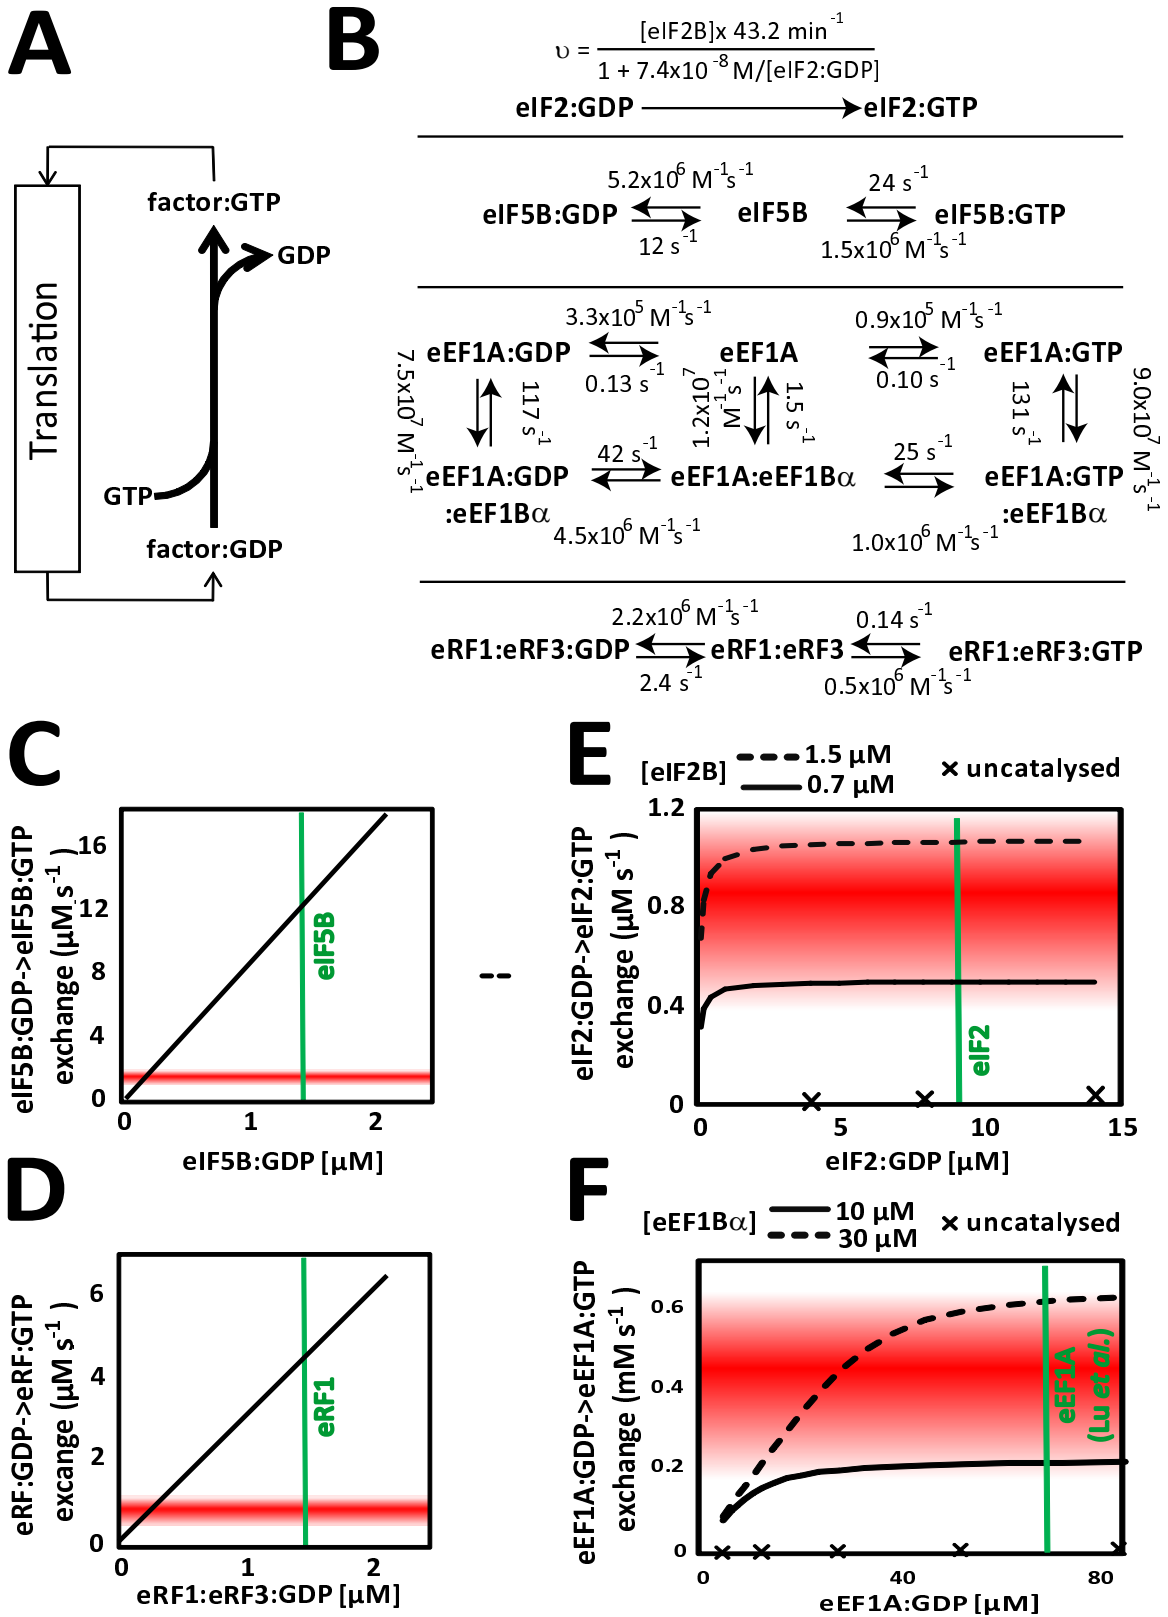 A
factor:GTP
GDP
Translation
GTP
factor:GDP
B
υ = [eIF2B]x 43.2 min⁻¹
1 + 7.4x10⁻⁸ M/[eIF2:GDP]
eIF2:GDP eIF2:GTP
5.2x10⁶ M⁻¹s⁻¹ 24 s⁻¹
eIF5B:GDP eIF5B eIF5B:GTP
12 s⁻¹ 1.5x10⁶ M⁻¹s⁻¹
3.3x10⁵ M⁻¹s⁻¹ 0.9x10⁵ M⁻¹s⁻¹
eEF1A:GDP eEF1A eEF1A:GTP
0.13 s⁻¹ 0.10 s⁻¹
7.5x10⁷ M⁻¹s⁻¹ 117 s⁻¹ 1.2x10⁷ M⁻¹s⁻¹ 1.5 s⁻¹ 131 s⁻¹ 9.0x10⁷ M⁻¹s⁻¹
42 s⁻¹ 25 s⁻¹
eEF1A:GDP eEF1A:eEF1Bα eEF1A:GTP
:eEF1Bα :eEF1Bα
4.5x10⁶ M⁻¹s⁻¹ 1.0x10⁶ M⁻¹s⁻¹
2.2x10⁶ M⁻¹s⁻¹ 0.14 s⁻¹
eRF1:eRF3:GDP eRF1:eRF3 eRF1:eRF3:GTP
2.4 s⁻¹ 0.5x10⁶ M⁻¹s⁻¹
C
eIF5B:GDP->eIF5B:GTP
exchange (µM s⁻¹)
16
12
8
4
0
eIF5B
0 1 2
eIF5B:GDP [µM]
D
eRF:GDP->eRF:GTP
excange (µM s⁻¹)
6
4
2
0
eRF1
0 1 2
eRF1:eRF3:GDP [µM]
E
[eIF2B] 1.5 µM
0.7 µM
uncatalysed
eIF2:GDP->eIF2:GTP
exchange (µM s⁻¹)
1.2
0.8
0.4
0
eIF2
0 5 10 15
eIF2:GDP [µM]
F
[eEF1Bα] 10 µM
30 µM
uncatalysed
eEF1A:GDP->eEF1A:GTP
exchange (mM s⁻¹)
0.6
0.4
0.2
0
eEF1A
(Lu et al.)
0 40 80
eEF1A:GDP [µM]